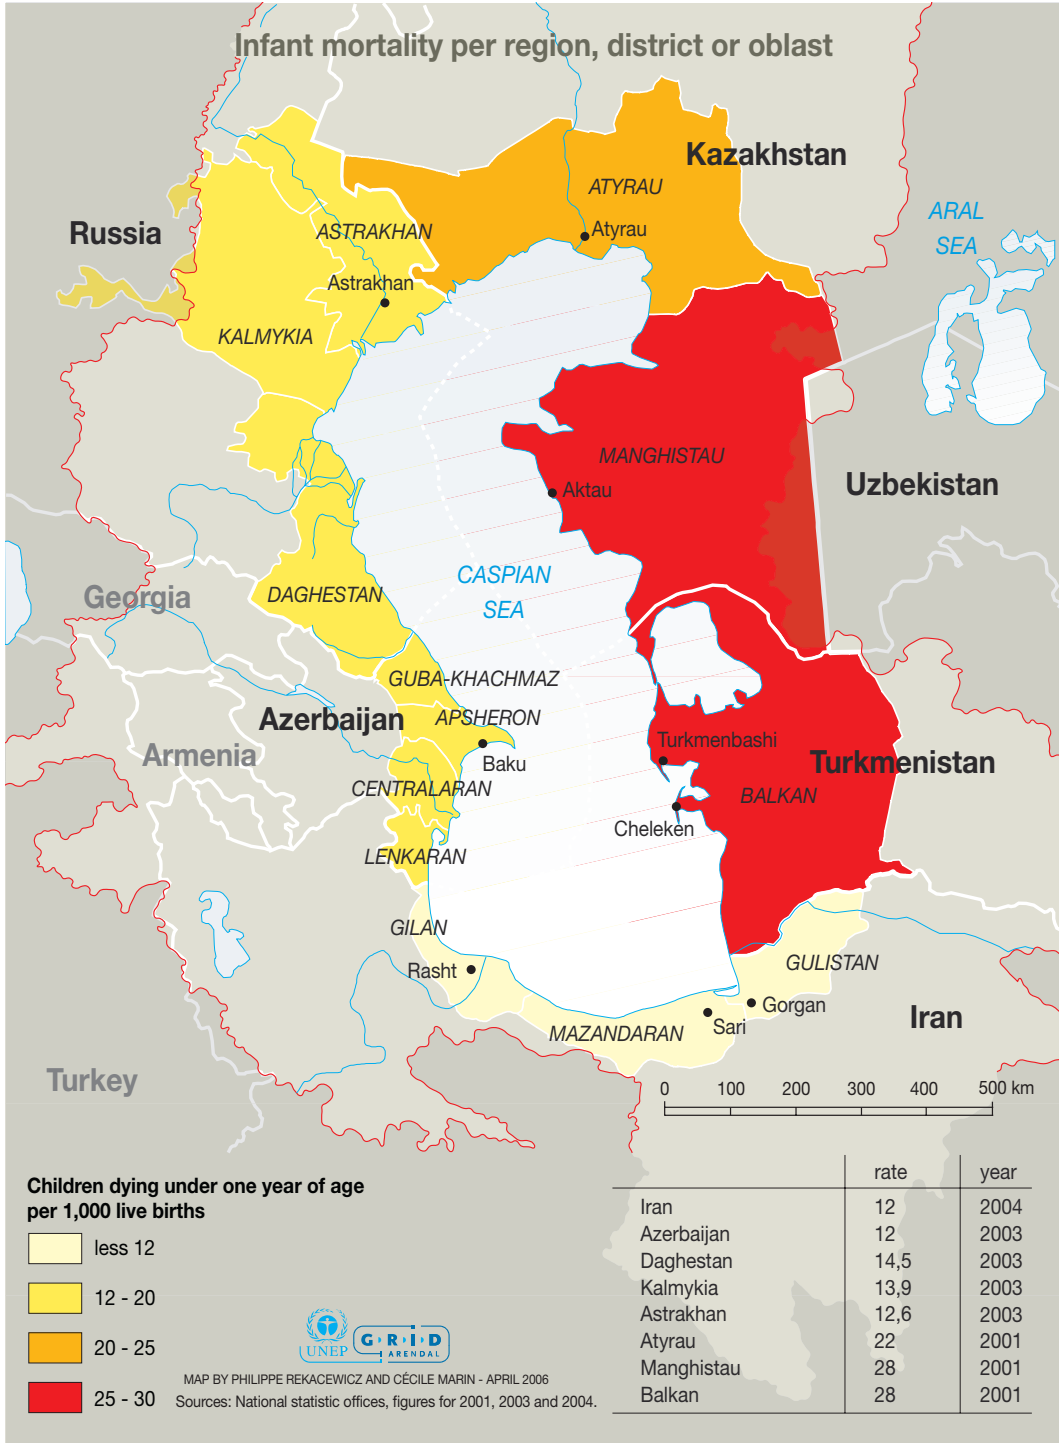 Infant mortality per region, district or oblast
Kazakhstan
ATYRAU
Atyrau
ARAL
SEA
Russia
ASTRAKHAN
Astrakhan
KALMYKIA
MANGHISTAU
Aktau
Uzbekistan
CASPIAN
SEA
Georgia
DAGHESTAN
GUBA-KHACHMAZ
Azerbaijan
APSHERON
Armenia
Baku
Turkmenbashi
Turkmenistan
CENTRALARAN
BALKAN
Cheleken
LENKARAN
GILAN
Rasht
GULISTAN
Gorgan
Sari
MAZANDARAN
Iran
Turkey
0 100 200 300 400 500 km
Children dying under one year of age
per 1,000 live births
less 12
12 - 20
20 - 25
25 - 30
UNEP
GRID
ARENDAL
MAP BY PHILIPPE REKACEWICZ AND CÉCILE MARIN - APRIL 2006
Sources: National statistic offices, figures for 2001, 2003 and 2004.
rate year
Iran 12 2004
Azerbaijan 12 2003
Daghestan 14,5 2003
Kalmykia 13,9 2003
Astrakhan 12,6 2003
Atyrau 22 2001
Manghistau 28 2001
Balkan 28 2001